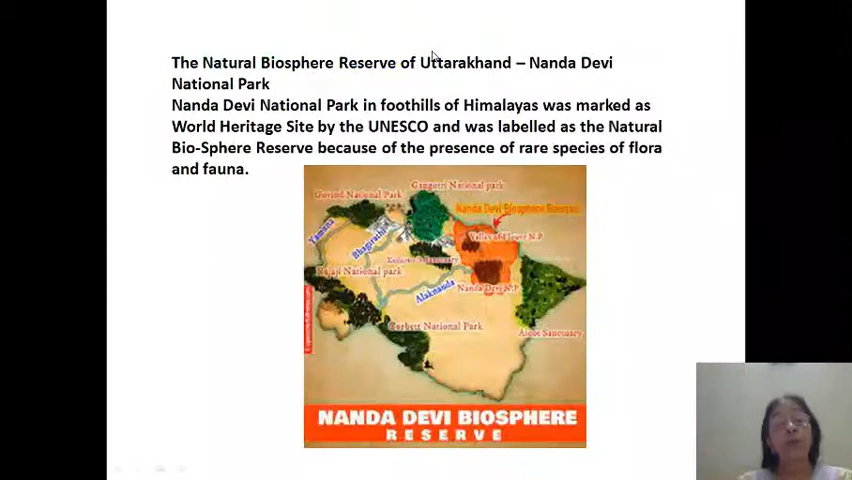 The Natural Biosphere Reserve of Uttarakhand – Nanda Devi
National Park
Nanda Devi National Park in foothills of Himalayas was marked as
World Heritage Site by the UNESCO and was labelled as the Natural
Bio-Sphere Reserve because of the presence of rare species of flora
and fauna.
Gangotri National park
Govind National Park
Nanda Devi Biosphere Reserve
Yamuna
Bhagirathi
Valley of Flower N.P.
Rajaji National park
Alaknanda
Nanda Devi N.P
Corbett National Park
Ascot Sanctuary
NANDA DEVI BIOSPHERE
RESERVE